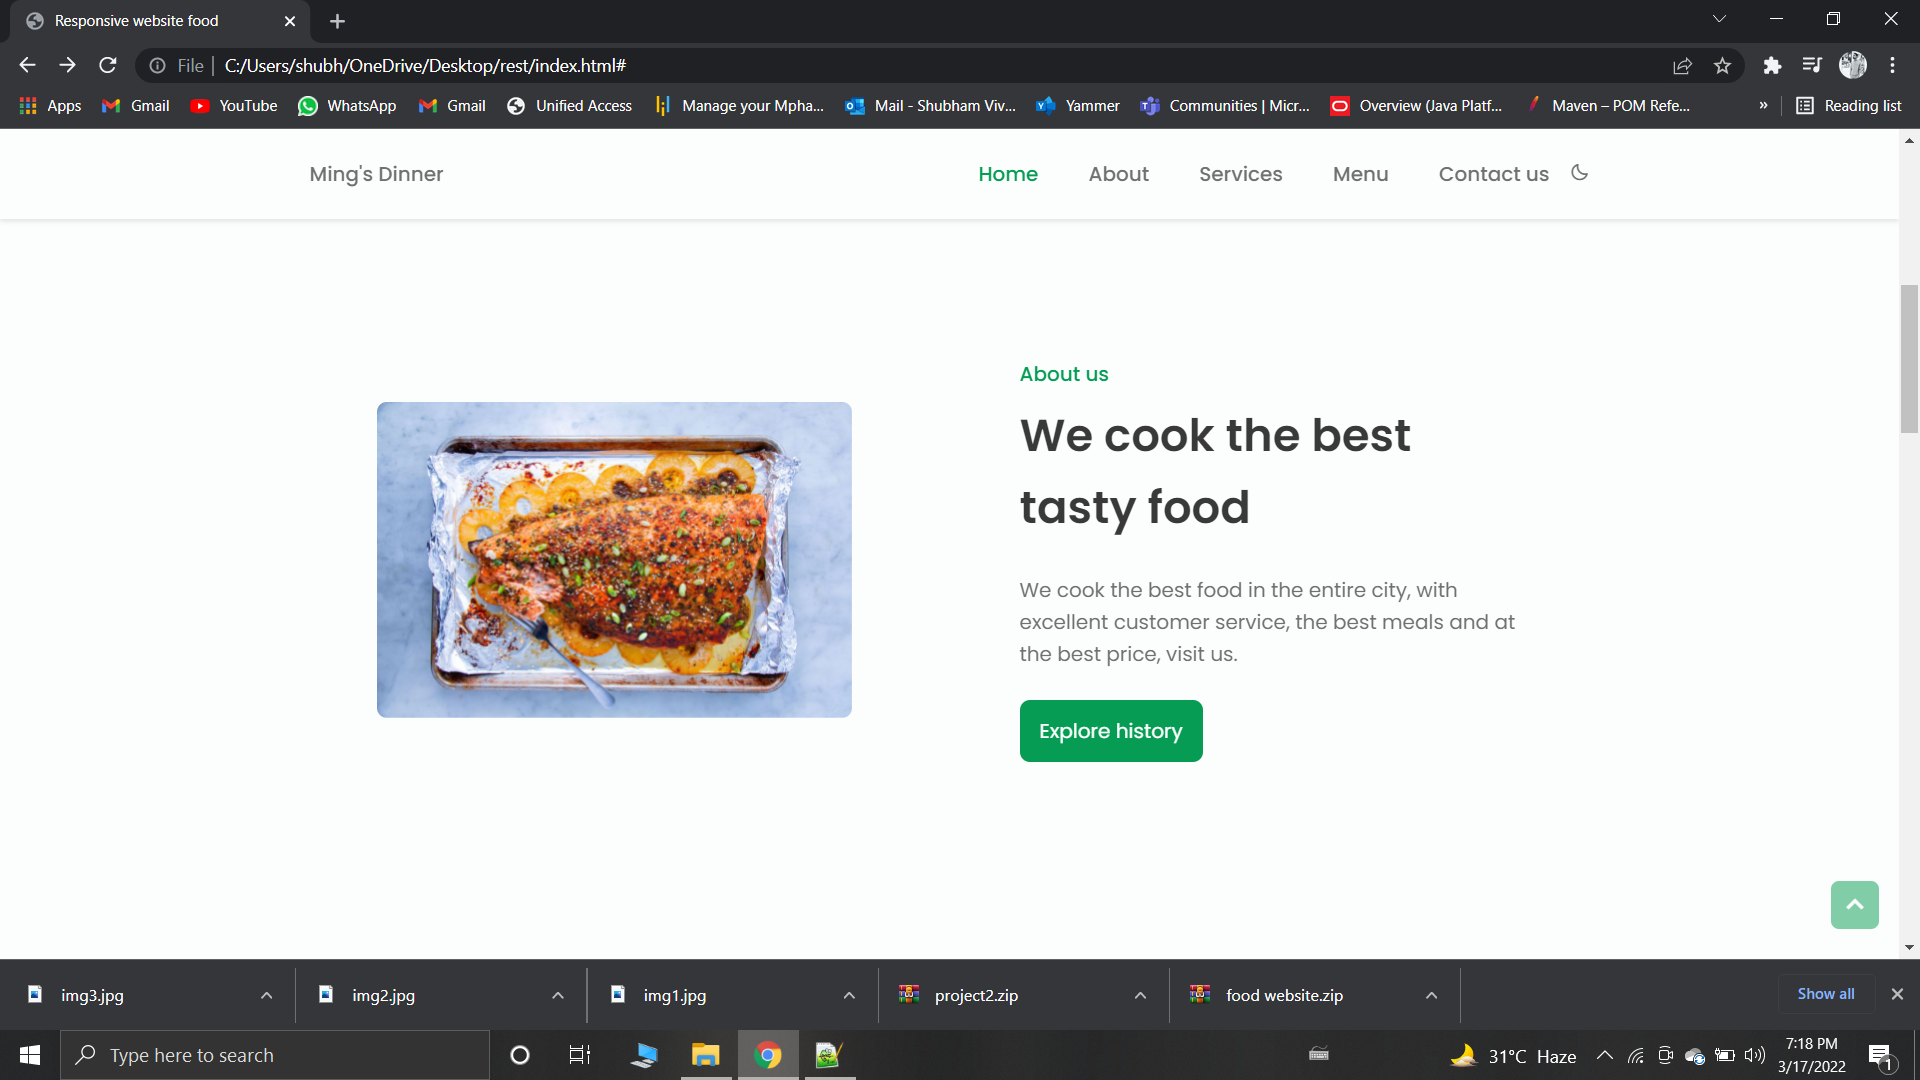 Responsive website food
File
C:/Users/shubh/OneDrive/Desktop/rest/index.html#
Apps Gmail YouTube WhatsApp Gmail Unified Access Manage your Mpha... Mail - Shubham Viv... Yammer Communities | Micr... Overview (Java Platf... Maven – POM Refe... » Reading list
Ming's Dinner Home About Services Menu Contact us
About us
We cook the best
tasty food
We cook the best food in the entire city, with
excellent customer service, the best meals and at
the best price, visit us.
Explore history
img3.jpg img2.jpg img1.jpg project2.zip food website.zip Show all
Type here to search
31°C Haze
7:18 PM
3/17/2022
1